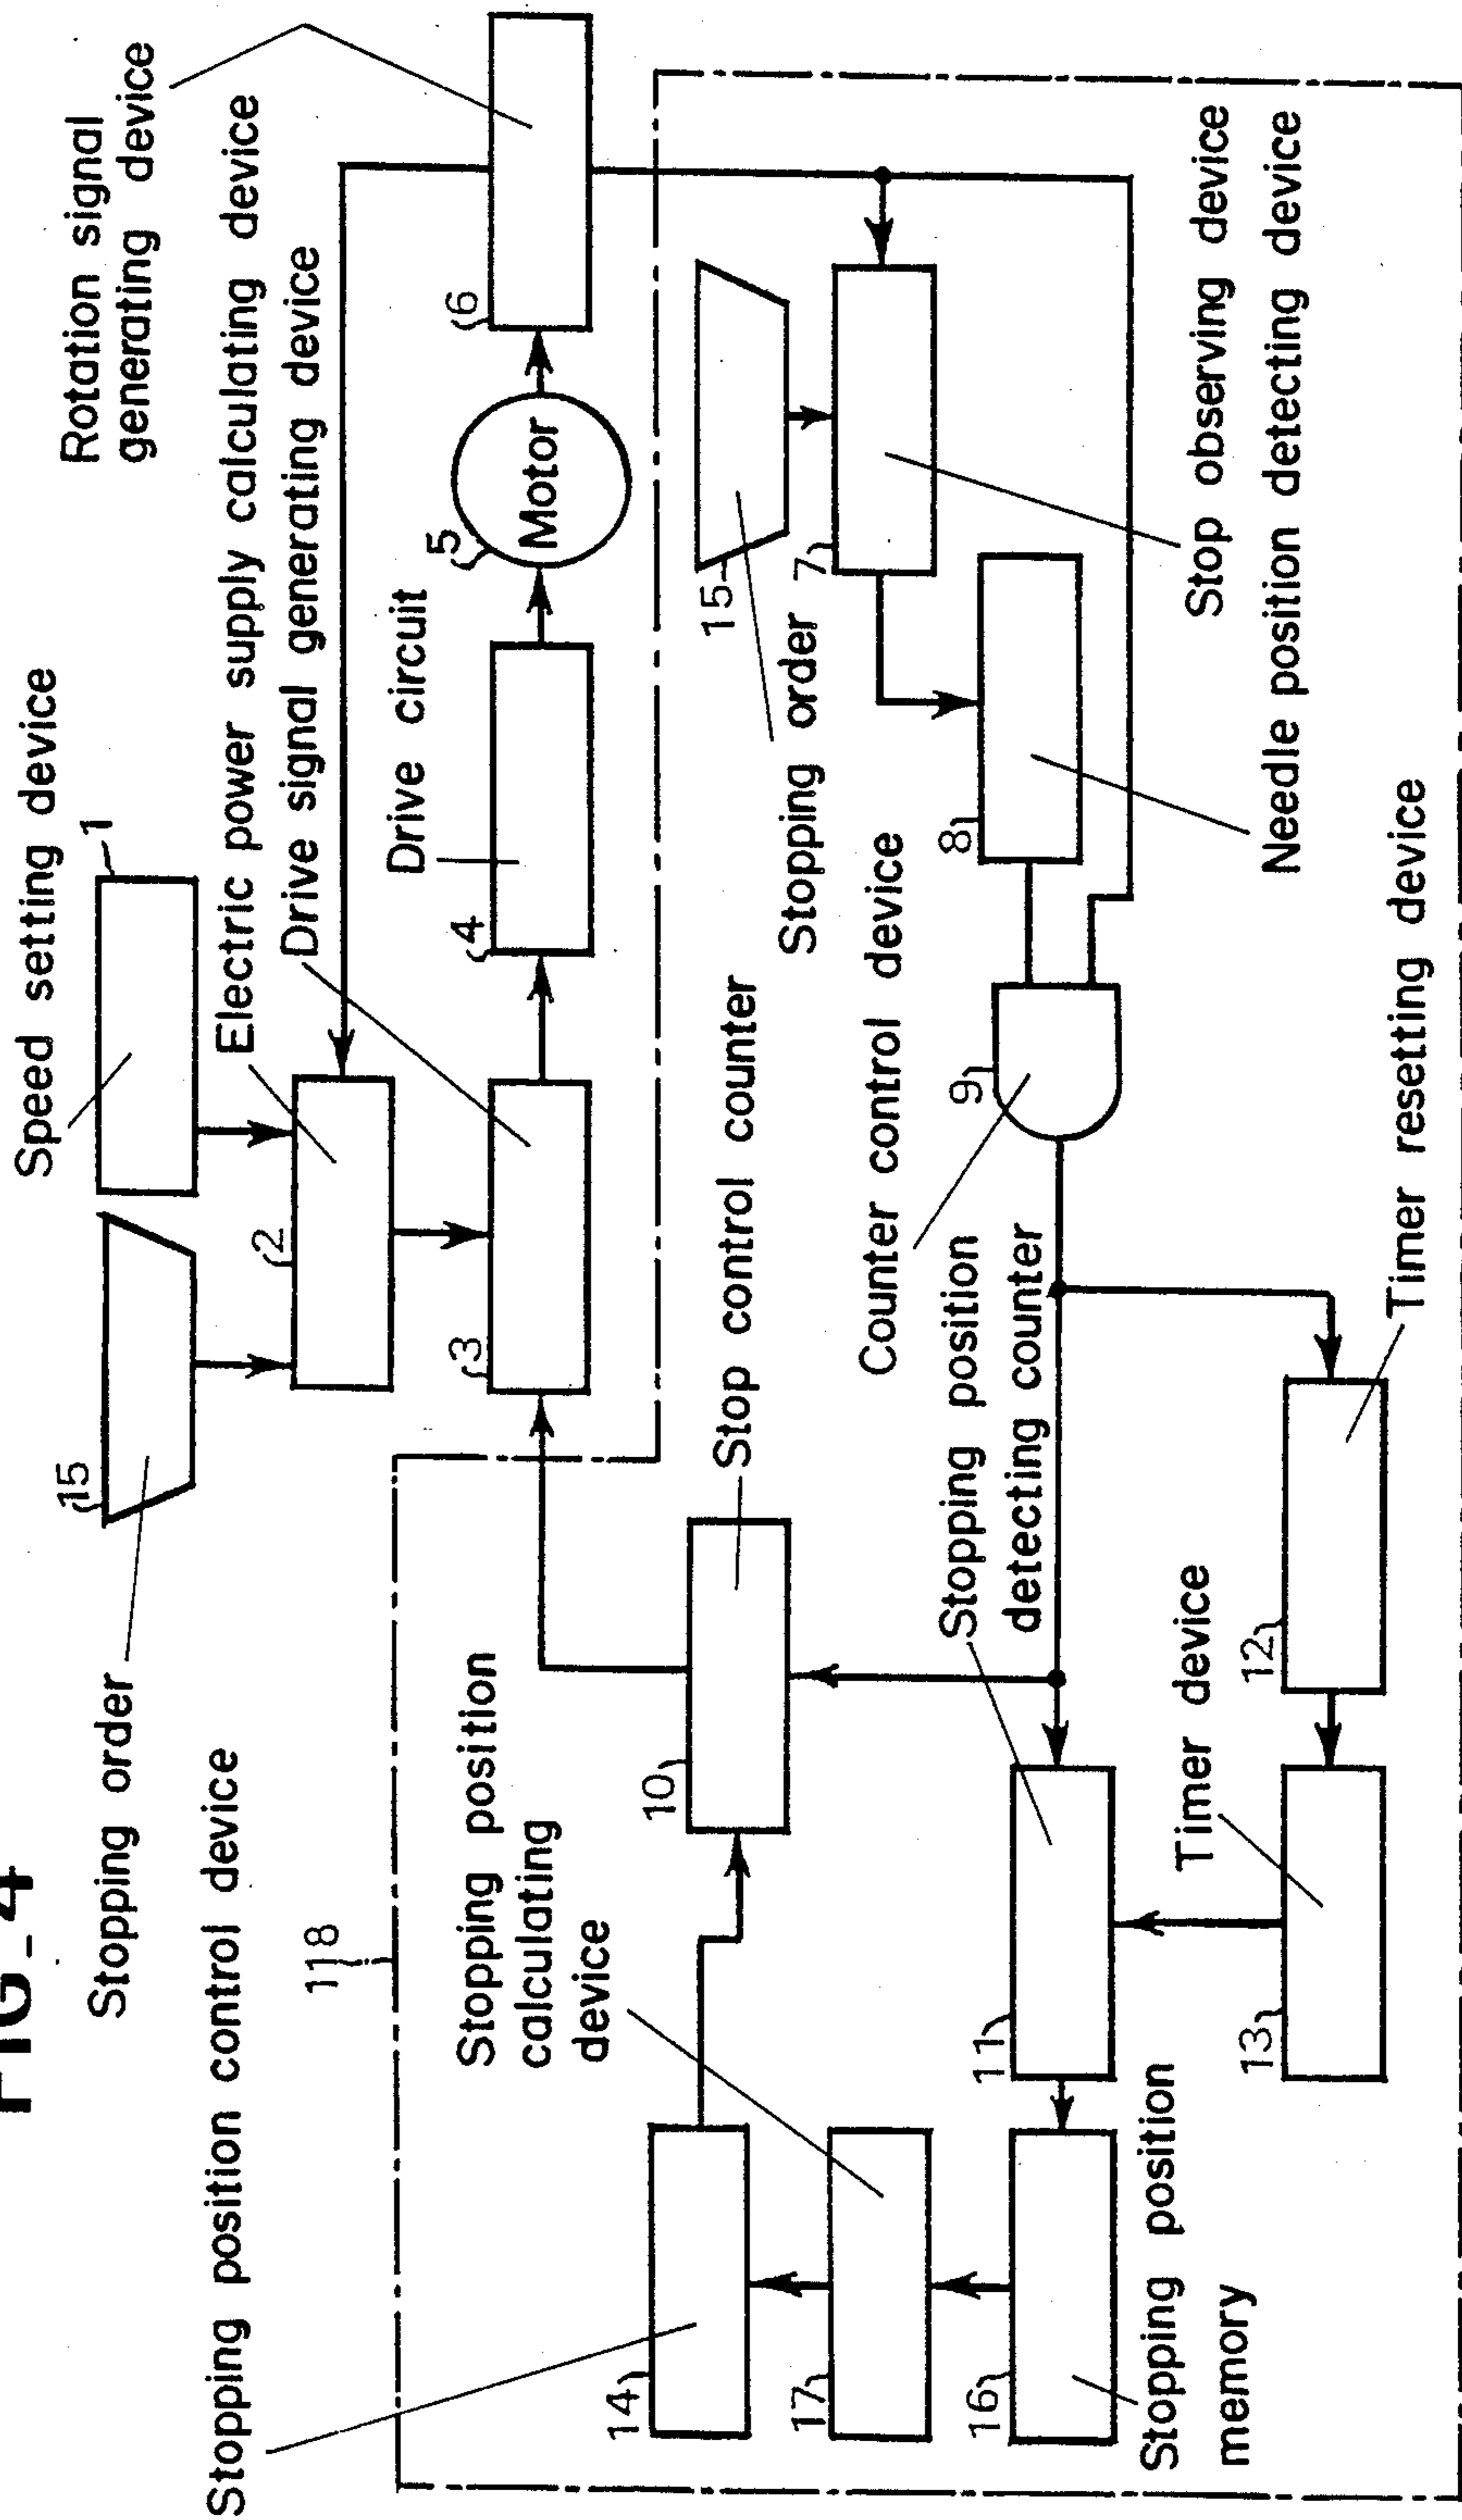 FIG_4
Stopping order
15
Speed setting device
1
Rotation signal
generating device
Electric power supply calculating device
Drive signal generating device
2
3
Drive circuit
4
5
Motor
6
Stopping position control device
118
Stopping position
calculating
device
10
Stop control counter
15
Stopping order
7
Stop observing device
8
Needle position detecting device
Counter control device
9
Stopping position
detecting counter
14
17
16
Stopping position
memory
11
Timer device
13
12
Timer resetting device